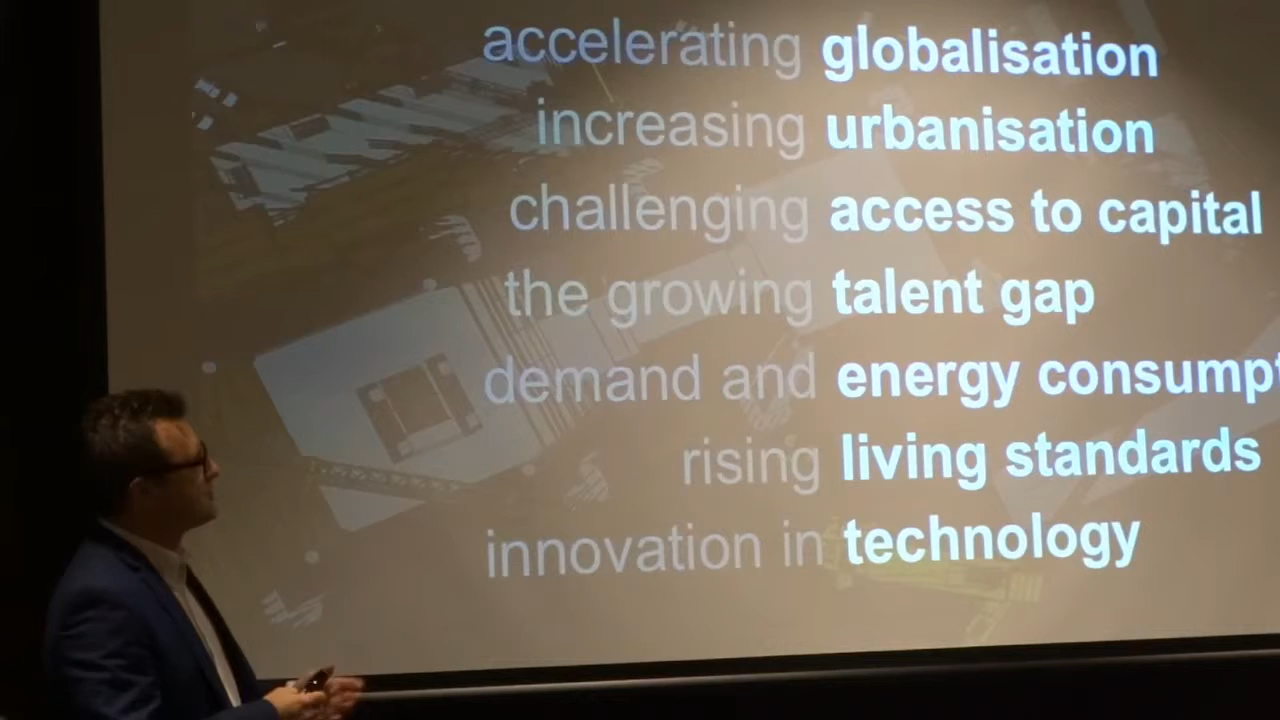 accelerating globalisation
increasing urbanisation
challenging access to capital
the growing talent gap
demand and energy consumpt
rising living standards
innovation in technology